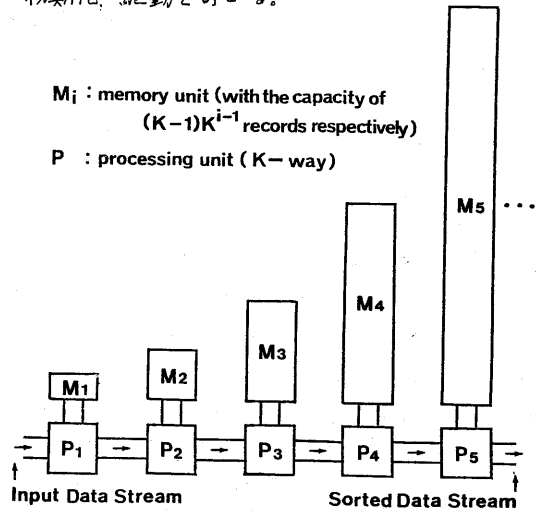 Mi : memory unit (with the capacity of
(K−1)K^i−1 records respectively)
P : processing unit ( K− way)
M5 ...
M4
M3
M2
M1
P1 P2 P3 P4 P5
Input Data Stream Sorted Data Stream